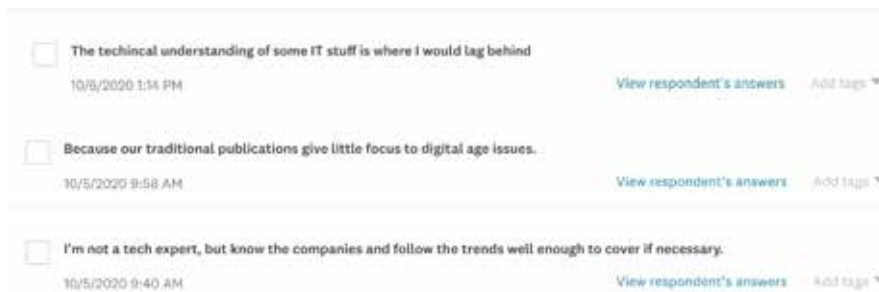 The techincal understanding of some IT stuff is where I would lag behind
10/6/2020 1:14 PM View respondent's answers Add tags
Because our traditional publications give little focus to digital age issues.
10/5/2020 9:58 AM View respondent's answers Add tags
I'm not a tech expert, but know the companies and follow the trends well enough to cover if necessary.
10/5/2020 9:40 AM View respondent's answers Add tags